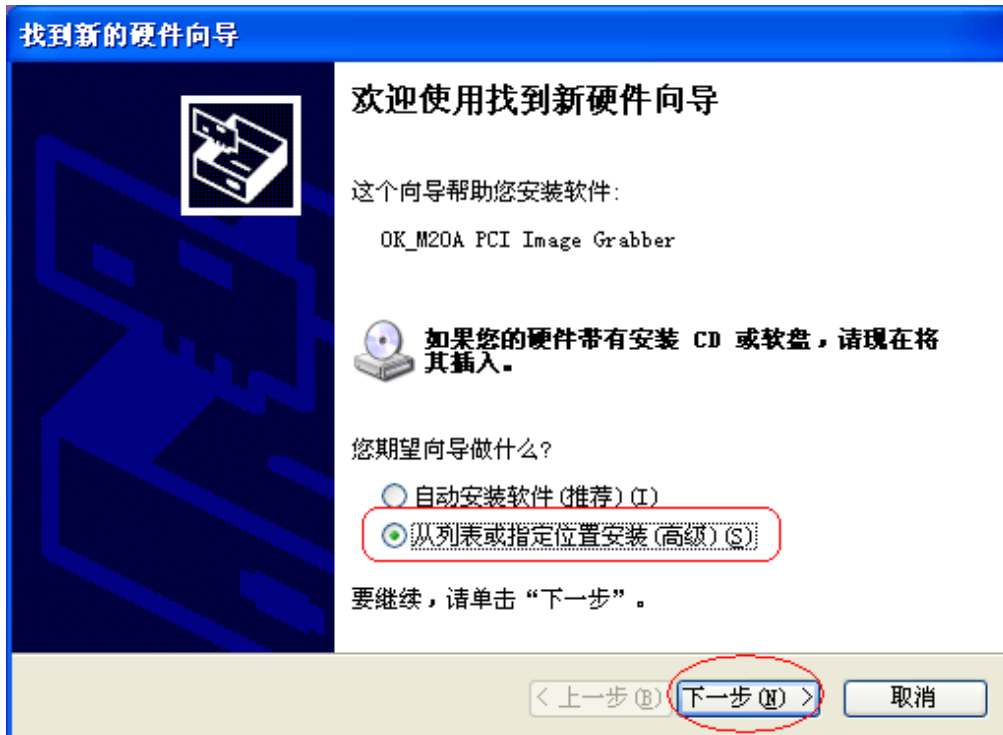 找到新的硬件向导
欢迎使用找到新硬件向导
这个向导帮助您安装软件:
OK_M20A PCI Image Grabber
如果您的硬件带有安装 CD 或软盘，请现在将
其插入。
您期望向导做什么?
自动安装软件(推荐)(I)
从列表或指定位置安装(高级)(S)
要继续，请单击“下一步”。
< 上一步(B) 下一步(N) > 取消